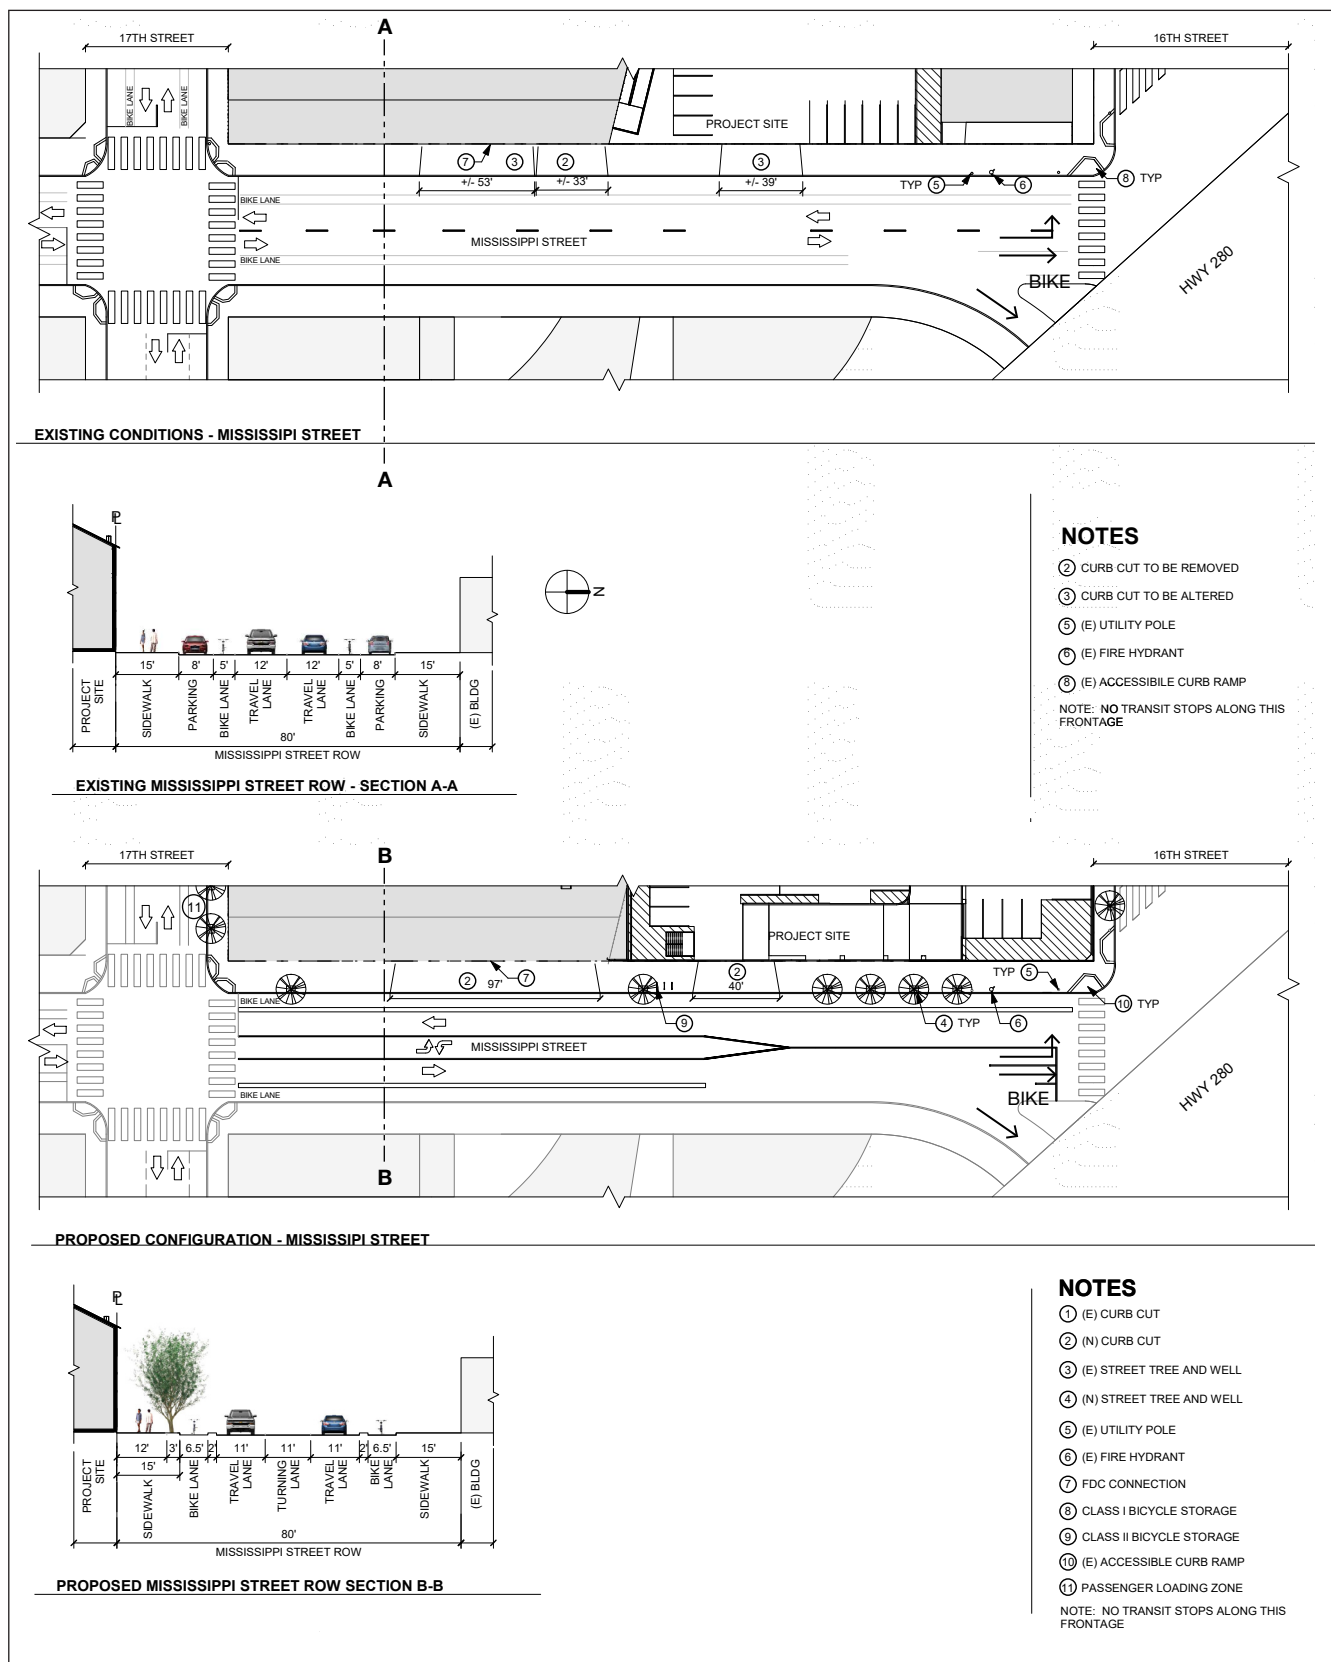 A
17TH STREET
16TH STREET
BIKE LANE
BIKE LANE
PROJECT SITE
7
3
2
3
+/- 53'
+/- 33'
+/- 39'
TYP 5
6
8 TYP
BIKE LANE
MISSISSIPPI STREET
BIKE LANE
BIKE
HWY 280
EXISTING CONDITIONS - MISSISSIPI STREET
A
PL
N
15'
8'
5'
12'
12'
5'
8'
15'
PROJECT
SITE
SIDEWALK
PARKING
BIKE LANE
TRAVEL
LANE
TRAVEL
LANE
BIKE LANE
PARKING
SIDEWALK
(E) BLDG
80'
MISSISSIPPI STREET ROW
EXISTING MISSISSIPPI STREET ROW - SECTION A-A
NOTES
2 CURB CUT TO BE REMOVED
3 CURB CUT TO BE ALTERED
5 (E) UTILITY POLE
6 (E) FIRE HYDRANT
8 (E) ACCESSIBILE CURB RAMP
NOTE: NO TRANSIT STOPS ALONG THIS
FRONTAGE
B
17TH STREET
16TH STREET
11
PROJECT SITE
2
97'
7
2
40'
TYP 5
10 TYP
BIKE LANE
9
4 TYP
6
MISSISSIPPI STREET
BIKE LANE
BIKE
HWY 280
B
PROPOSED CONFIGURATION - MISSISSIPI STREET
PL
12'
3'
6.5'
2'
11'
11'
11'
2'
6.5'
15'
15'
PROJECT
SITE
SIDEWALK
BIKE LANE
TRAVEL
LANE
TURNING
LANE
TRAVEL
LANE
BIKE
LANE
SIDEWALK
(E) BLDG
80'
MISSISSIPPI STREET ROW
PROPOSED MISSISSIPPI STREET ROW SECTION B-B
NOTES
1 (E) CURB CUT
2 (N) CURB CUT
3 (E) STREET TREE AND WELL
4 (N) STREET TREE AND WELL
5 (E) UTILITY POLE
6 (E) FIRE HYDRANT
7 FDC CONNECTION
8 CLASS I BICYCLE STORAGE
9 CLASS II BICYCLE STORAGE
10 (E) ACCESSIBLE CURB RAMP
11 PASSENGER LOADING ZONE
NOTE: NO TRANSIT STOPS ALONG THIS
FRONTAGE